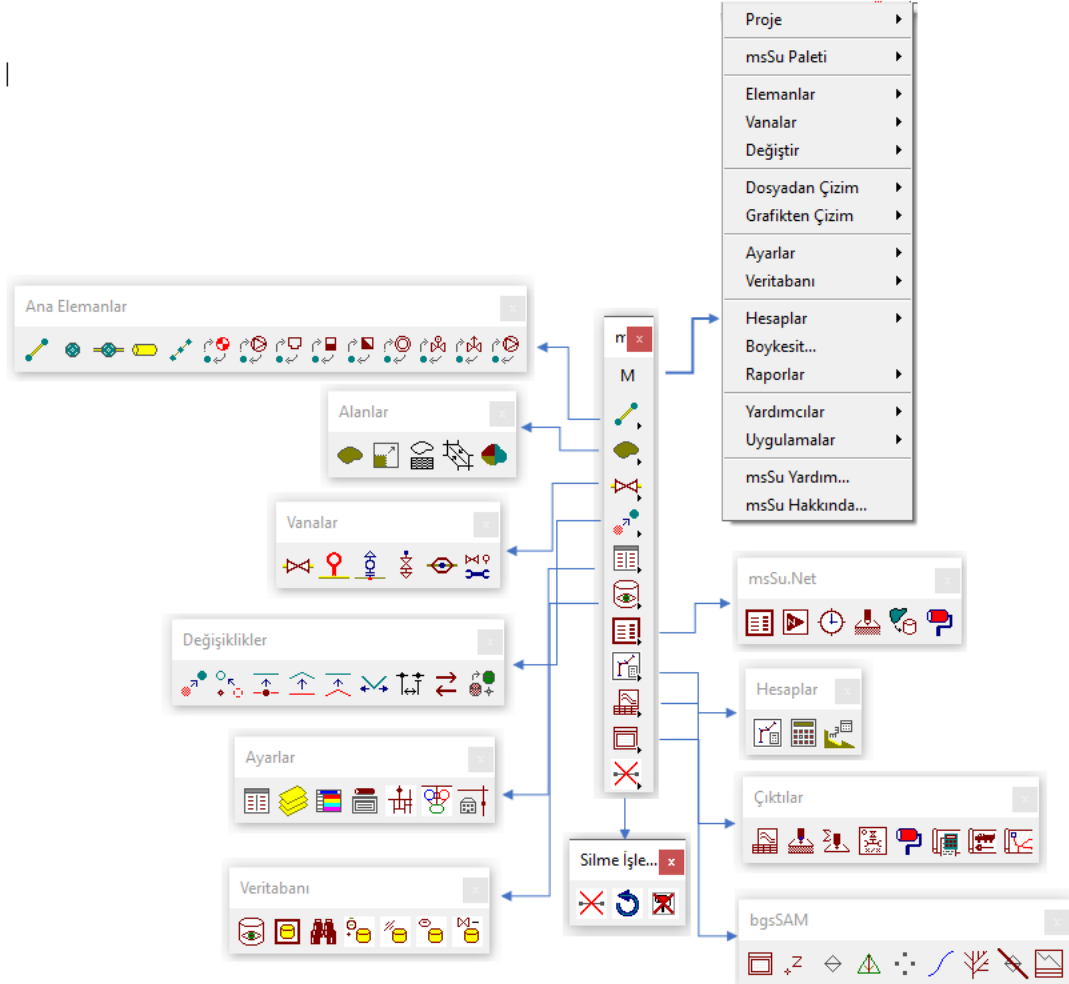 Proje
msSu Paleti
Elemanlar
Vanalar
Değiştir
Dosyadan Çizim
Grafikten Çizim
Ayarlar
Veritabanı
Hesaplar
Boykesit...
Raporlar
Yardımcılar
Uygulamalar
msSu Yardım...
msSu Hakkında...
Ana Elemanlar
M
Alanlar
Vanalar
Değişiklikler
Ayarlar
Veritabanı
msSu.Net
Hesaplar
Çıktılar
Silme İşle...
bgsSAM